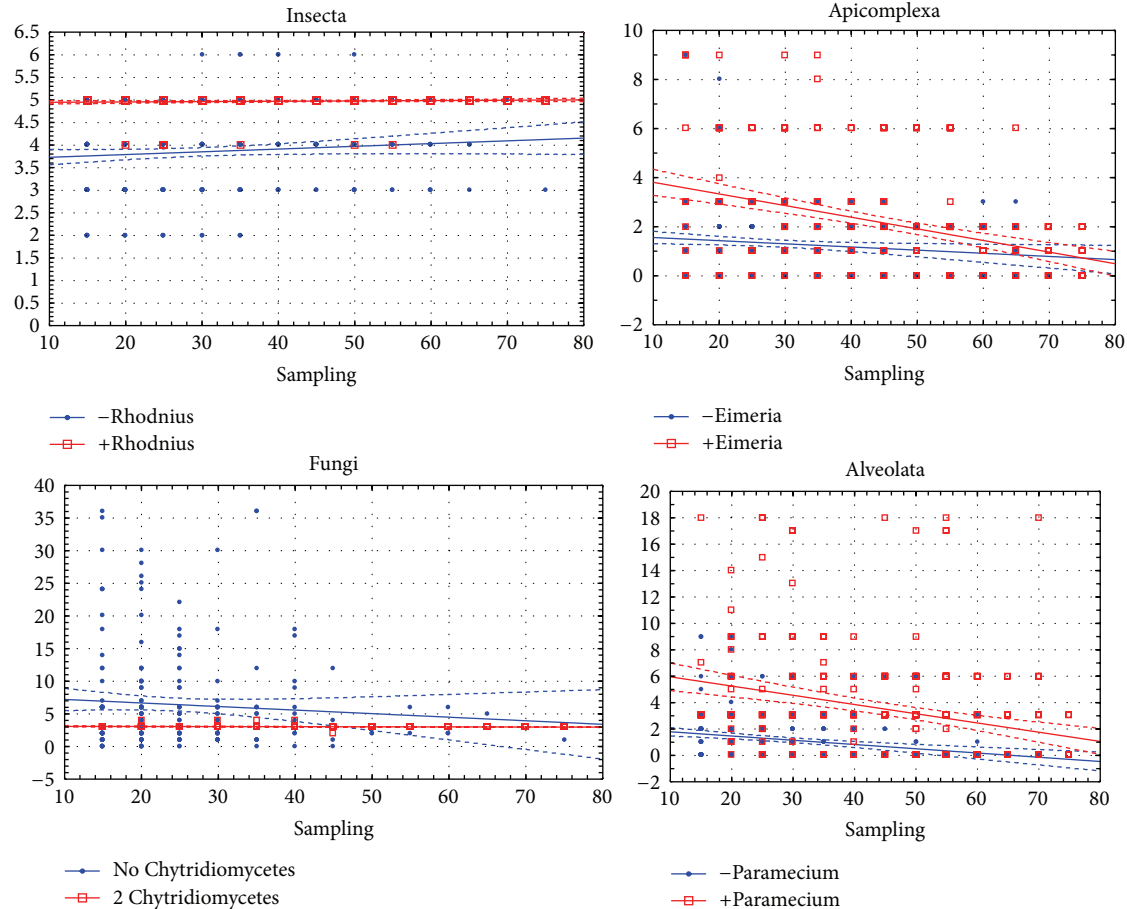 Insecta
6.5
6
5.5
5
4.5
4
3.5
3
2.5
2
1.5
1
0.5
0
10 20 30 40 50 60 70 80
Sampling
−Rhodnius
+Rhodnius
Apicomplexa
10
8
6
4
2
0
−2
10 20 30 40 50 60 70 80
Sampling
−Eimeria
+Eimeria
Fungi
40
35
30
25
20
15
10
5
0
−5
10 20 30 40 50 60 70 80
Sampling
No Chytridiomycetes
2 Chytridiomycetes
Alveolata
20
18
16
14
12
10
8
6
4
2
0
−2
10 20 30 40 50 60 70 80
Sampling
−Paramecium
+Paramecium